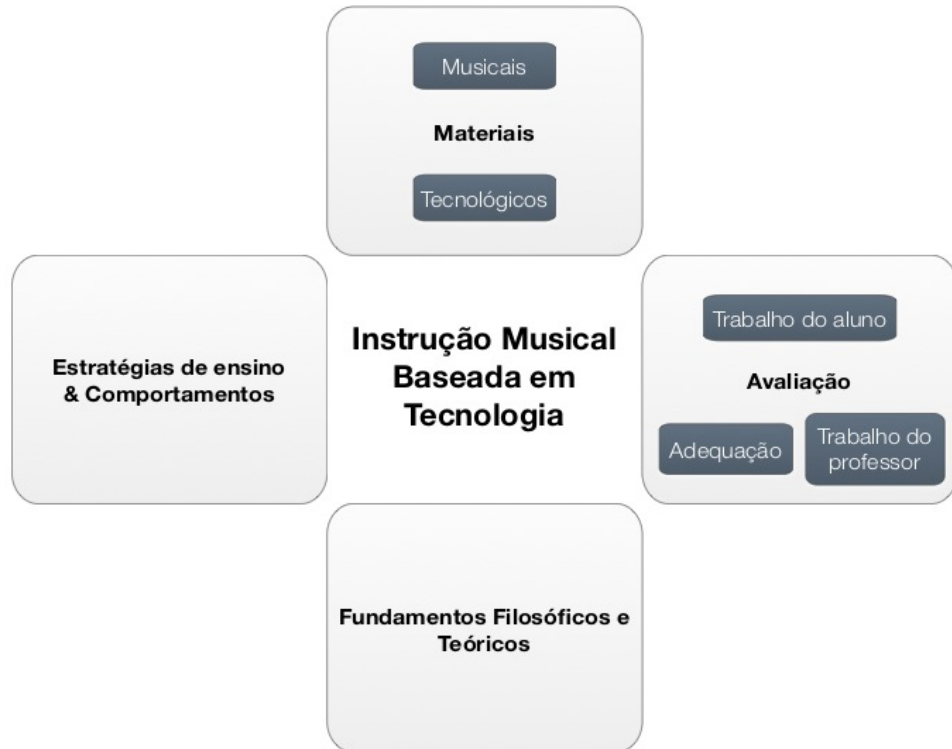 Musicais
Materiais
Tecnológicos
Estratégias de ensino
& Comportamentos
Instrução Musical
Baseada em
Tecnologia
Trabalho do aluno
Avaliação
Adequação
Trabalho do
professor
Fundamentos Filosóficos e
Teóricos